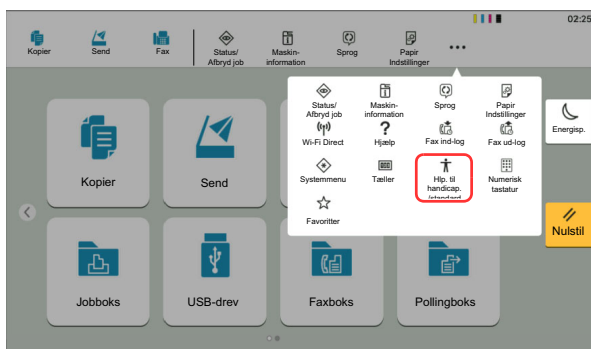 02:25
Kopier
Send
Fax
Status/
Afbryd job
Maskin-
information
Sprog
Papir
Indstillinger
Status/
Afbryd job
Maskin-
information
Sprog
Papir
Indstillinger
Wi-Fi Direct
Hjælp
Fax ind-log
Fax ud-log
Systemmenu
Tæller
Hlp. til
handicap.
/standard
Numerisk
tastatur
Favoritter
Energisp.
Nulstil
Kopier
Send
Jobboks
USB-drev
Faxboks
Pollingboks